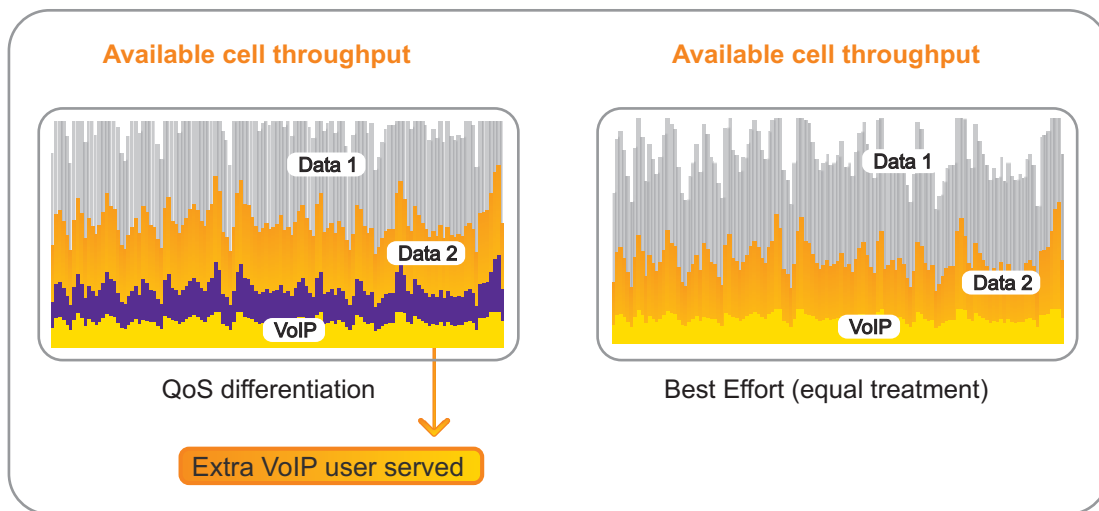 Available cell throughput
Available cell throughput
Data 1
Data 1
Data 2
Data 2
VoIP
VoIP
QoS differentiation
Best Effort (equal treatment)
Extra VoIP user served